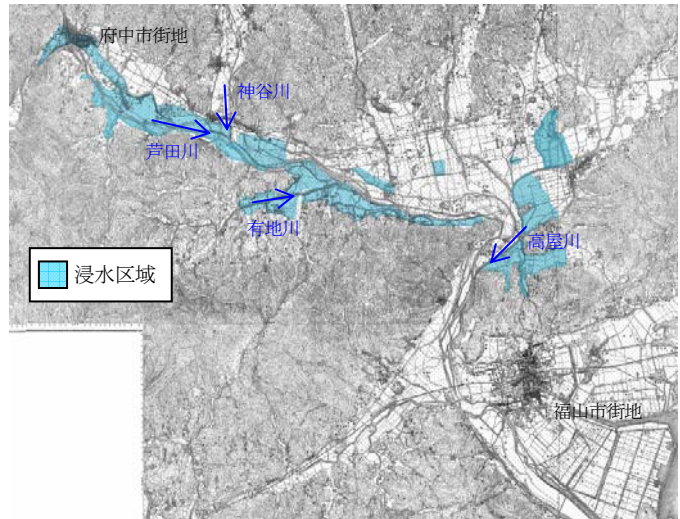 府中市街地
神谷川
芦田川
有地川
高屋川
浸水区域
福山市街地